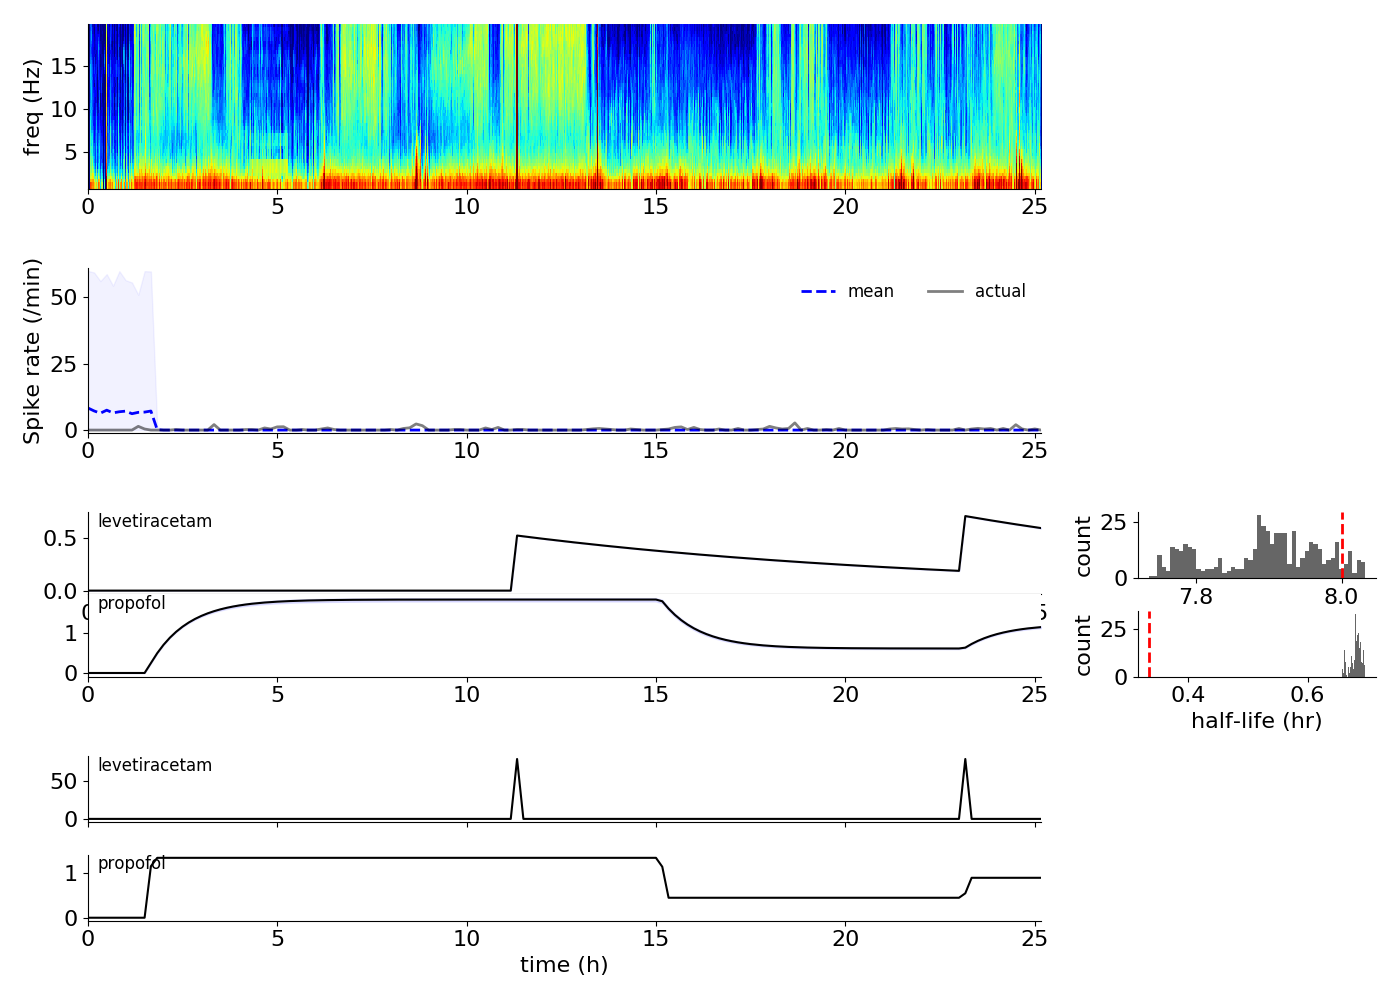 freq (Hz)
15
10
5
0 5 10 15 20 25
Spike rate (/min)
50
25
0
mean actual
0 5 10 15 20 25
levetiracetam
0.5
0.0
count
25
0
7.8 8.0
propofol
1
0
0 5 10 15 20 25
count
25
0
0.4 0.6
half-life (hr)
levetiracetam
50
0
propofol
1
0
0 5 10 15 20 25
time (h)